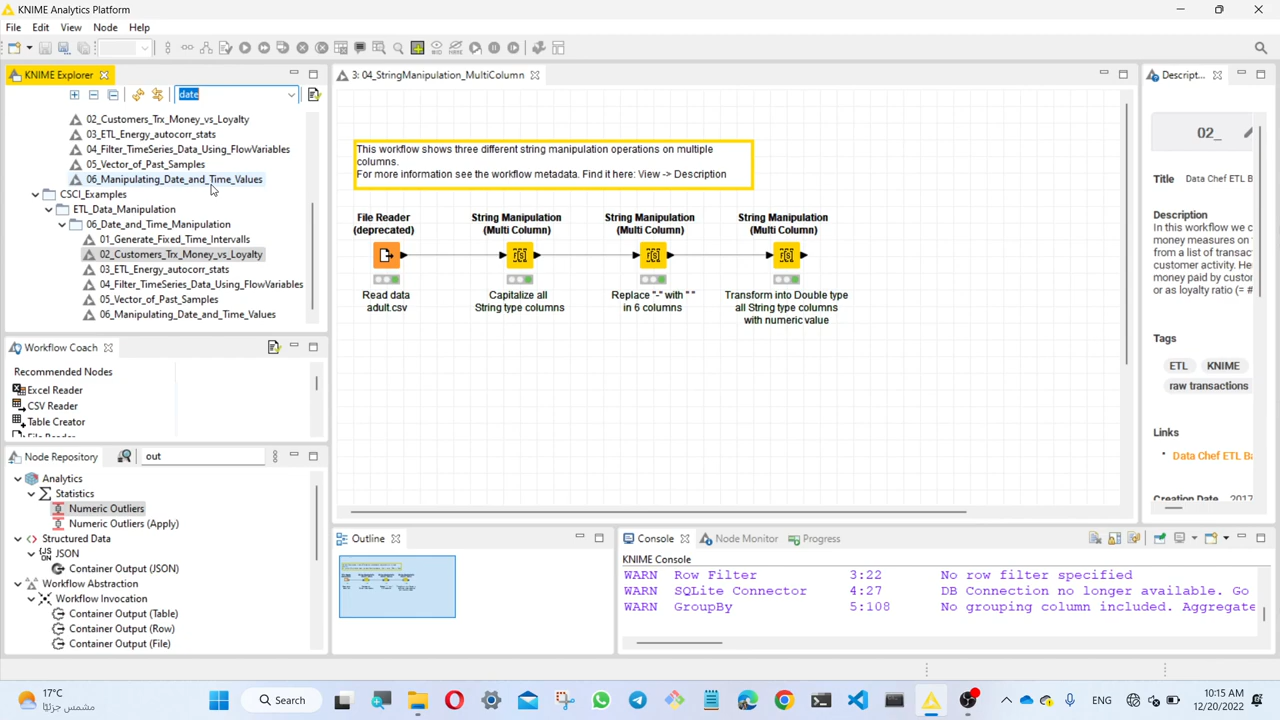 KNIME Analytics Platform
File Edit View Node Help
KNIME Explorer
date
02_Customers_Trx_Money_vs_Loyalty
03_ETL_Energy_autocorr_stats
04_Filter_TimeSeries_Data_Using_FlowVariables
05_Vector_of_Past_Samples
06_Manipulating_Date_and_Time_Values
CSCI_Examples
ETL_Data_Manipulation
06_Date_and_Time_Manipulation
01_Generate_Fixed_Time_Intervalls
02_Customers_Trx_Money_vs_Loyalty
03_ETL_Energy_autocorr_stats
04_Filter_TimeSeries_Data_Using_FlowVariables
05_Vector_of_Past_Samples
06_Manipulating_Date_and_Time_Values
Workflow Coach
Recommended Nodes
Excel Reader
CSV Reader
Table Creator
Node Repository
out
Analytics
Statistics
Numeric Outliers
Numeric Outliers (Apply)
Structured Data
JSON
Container Output (JSON)
Workflow Abstraction
Workflow Invocation
Container Output (Table)
Container Output (Row)
Container Output (File)
3: 04_StringManipulation_MultiColumn
This workflow shows three different string manipulation operations on multiple
columns.
For more information see the workflow metadata. Find it here: View -> Description
File Reader
(deprecated)
Read data
adult.csv
String Manipulation
(Multi Column)
Capitalize all
String type columns
String Manipulation
(Multi Column)
Replace "-" with " "
in 6 columns
String Manipulation
(Multi Column)
Transform into Double type
all String type columns
with numeric value
Outline
Console Node Monitor Progress
KNIME Console
WARN Row Filter 3:22 No row filter specified
WARN SQLite Connector 4:27 DB Connection no longer available. Go
WARN GroupBy 5:108 No grouping column included. Aggregate
Descript...
02_
Title Data Chef ETL B
Description
In this workflow we c
money measures on
from a list of transact
customer activity. Her
money paid by custom
or as loyalty ratio (= #
Tags
ETL KNIME
raw transactions
Links
Data Chef ETL Ba
Creation Date 2017
17°C
مشمس جزئيًا
Search
ENG
10:15 AM
12/20/2022